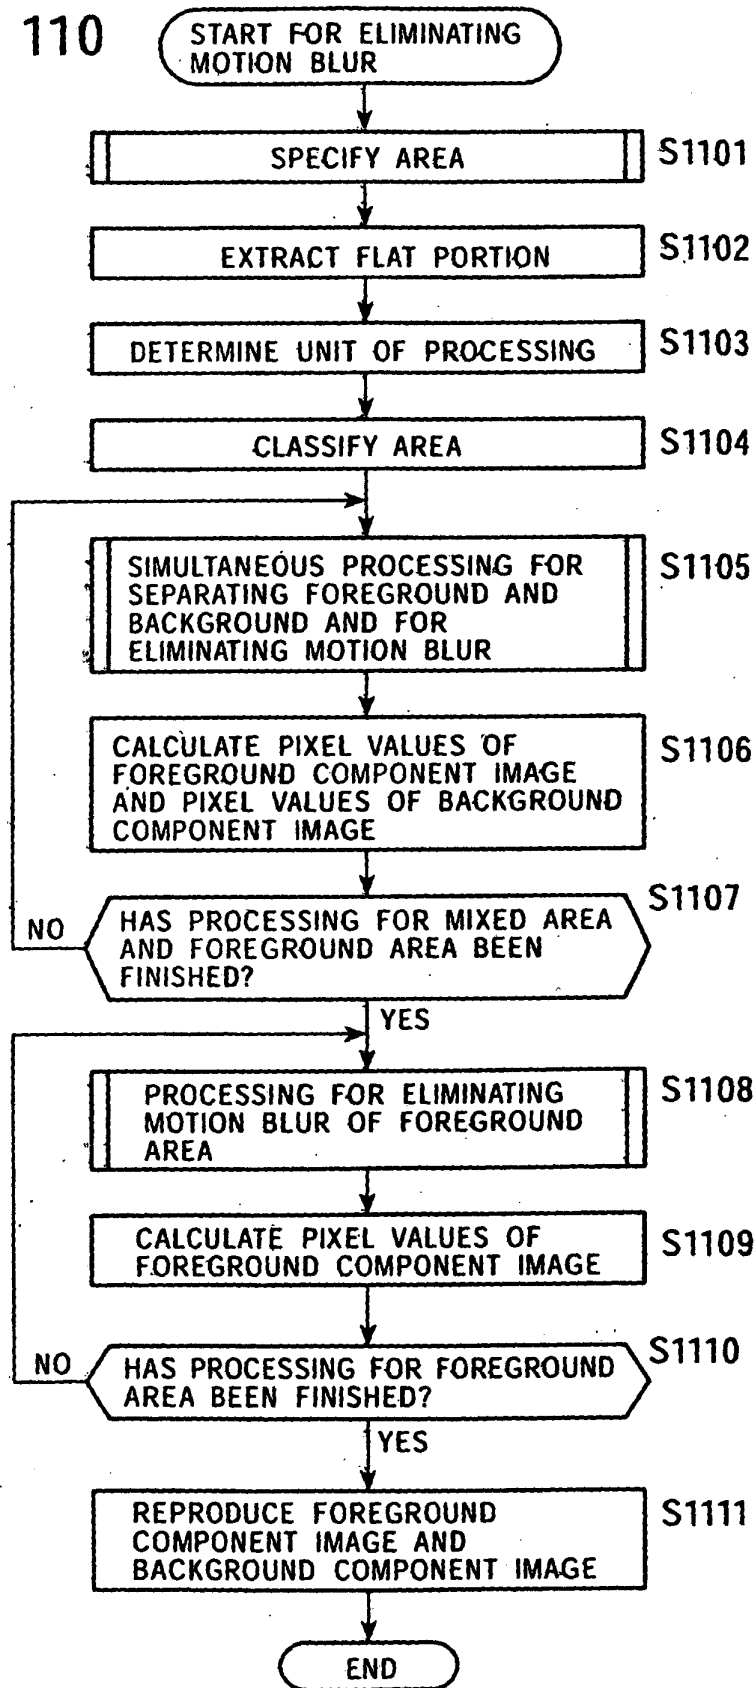 110
START FOR ELIMINATING
MOTION BLUR
SPECIFY AREA
S1101
EXTRACT FLAT PORTION
S1102
DETERMINE UNIT OF PROCESSING
S1103
CLASSIFY AREA
S1104
SIMULTANEOUS PROCESSING FOR
SEPARATING FOREGROUND AND
BACKGROUND AND FOR
ELIMINATING MOTION BLUR
S1105
CALCULATE PIXEL VALUES OF
FOREGROUND COMPONENT IMAGE
AND PIXEL VALUES OF BACKGROUND
COMPONENT IMAGE
S1106
HAS PROCESSING FOR MIXED AREA
AND FOREGROUND AREA BEEN
FINISHED?
S1107
NO
YES
PROCESSING FOR ELIMINATING
MOTION BLUR OF FOREGROUND
AREA
S1108
CALCULATE PIXEL VALUES OF
FOREGROUND COMPONENT IMAGE
S1109
HAS PROCESSING FOR FOREGROUND
AREA BEEN FINISHED?
S1110
NO
YES
REPRODUCE FOREGROUND
COMPONENT IMAGE AND
BACKGROUND COMPONENT IMAGE
S1111
END